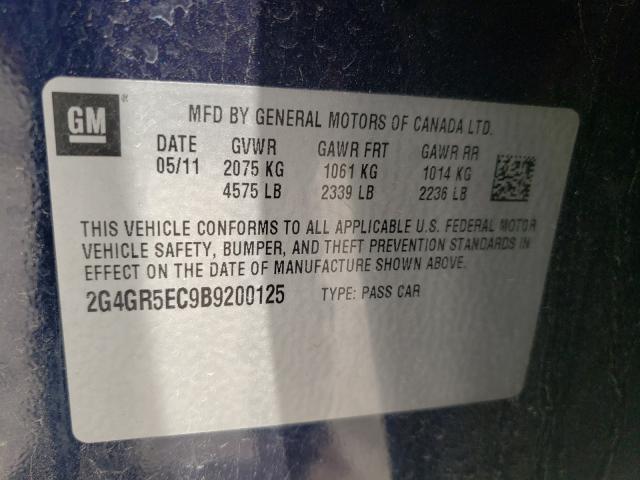 GM®
MFD BY GENERAL MOTORS OF CANADA LTD.
DATE GVWR GAWR FRT GAWR RR
05/11 2075 KG 1061 KG 1014 KG
4575 LB 2339 LB 2236 LB
THIS VEHICLE CONFORMS TO ALL APPLICABLE U.S. FEDERAL MOTOR
VEHICLE SAFETY, BUMPER, AND THEFT PREVENTION STANDARDS IN
EFFECT ON THE DATE OF MANUFACTURE SHOWN ABOVE.
2G4GR5EC9B9200125 TYPE: PASS CAR